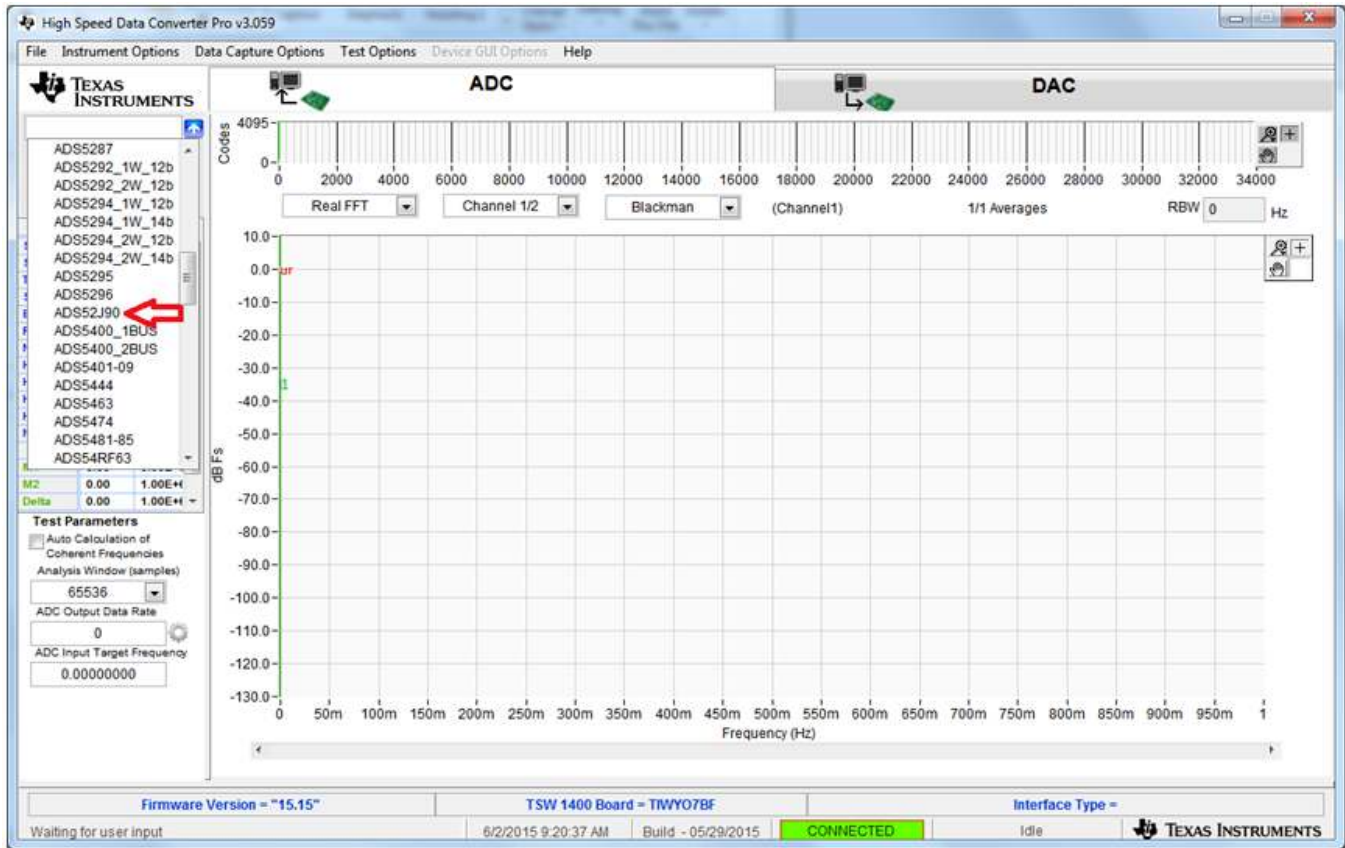 High Speed Data Converter Pro v3.059
File Instrument Options Data Capture Options Test Options Device GUI Options Help
TEXAS INSTRUMENTS
ADC
DAC
ADS5287
ADS5292_1W_12b
ADS5292_2W_12b
ADS5294_1W_12b
ADS5294_1W_14b
ADS5294_2W_12b
ADS5294_2W_14b
ADS5295
ADS5296
ADS52J90
ADS5400_1BUS
ADS5400_2BUS
ADS5401-09
ADS5444
ADS5463
ADS5474
ADS5481-85
ADS54RF63
M2 0.00 1.00E+
Delta 0.00 1.00E+
Test Parameters
Auto Calculation of
Coherent Frequencies
Analysis Window (samples)
65536
ADC Output Data Rate
0
ADC Input Target Frequency
0.00000000
Codes
4095
0
0 2000 4000 6000 8000 10000 12000 14000 16000 18000 20000 22000 24000 26000 28000 30000 32000 34000
Real FFT Channel 1/2 Blackman (Channel1) 1/1 Averages RBW 0 Hz
dB Fs
10.0
0.0
-10.0
-20.0
-30.0
-40.0
-50.0
-60.0
-70.0
-80.0
-90.0
-100.0
-110.0
-120.0
-130.0
ur
1
0 50m 100m 150m 200m 250m 300m 350m 400m 450m 500m 550m 600m 650m 700m 750m 800m 850m 900m 950m 1
Frequency (Hz)
Firmware Version = "15.15" TSW 1400 Board = TIWYO7BF Interface Type =
Waiting for user input 6/2/2015 9:20:37 AM Build - 05/29/2015 CONNECTED Idle TEXAS INSTRUMENTS